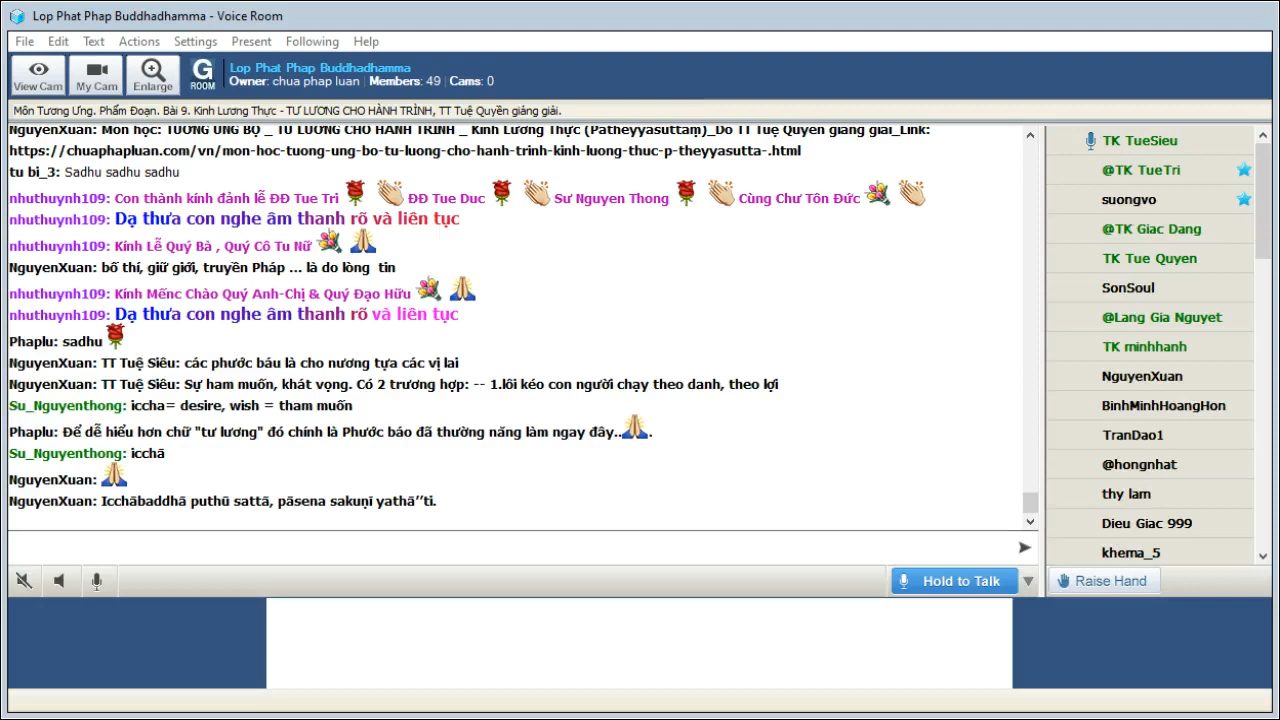 Lop Phat Phap Buddhadhamma - Voice Room
File Edit Text Actions Settings Present Following Help
View Cam My Cam Enlarge G ROOM
Lop Phat Phap Buddhadhamma
Owner: chua phap luan | Members: 49 | Cams: 0
Môn Tương Ưng. Phẩm Đoạn. Bài 9. Kinh Lương Thực - TƯ LƯƠNG CHO HÀNH TRÌNH, TT Tuệ Quyền giảng giải.
NguyenXuan: Môn học: TƯƠNG ƯNG BỘ _ TƯ LƯƠNG CHO HÀNH TRÌNH _ Kinh Lương Thực (Pātheyyasuttaṃ)_Do TT Tuệ Quyền giảng giải_Link:
https://chuaphapluan.com/vn/mon-hoc-tuong-ung-bo-tu-luong-cho-hanh-trinh-kinh-luong-thuc-p-theyyasutta-.html
tu bi_3: Sadhu sadhu sadhu
nhuthuynh109: Con thành kính đảnh lễ ĐĐ Tue Tri ĐĐ Tue Duc Sư Nguyen Thong Cùng Chư Tôn Đức
nhuthuynh109: Dạ thưa con nghe âm thanh rõ và liên tục
nhuthuynh109: Kính Lễ Quý Bà , Quý Cô Tu Nữ
NguyenXuan: bố thí, giữ giới, truyền Pháp ... là do lòng tin
nhuthuynh109: Kính Mếnc Chào Quý Anh-Chị & Quý Đạo Hữu
nhuthuynh109: Dạ thưa con nghe âm thanh rõ và liên tục
Phaplu: sadhu
NguyenXuan: TT Tuệ Siêu: các phước báu là cho nương tựa các vị lai
NguyenXuan: TT Tuệ Siêu: Sự ham muốn, khát vọng. Có 2 trương hợp: -- 1.lôi kéo con người chạy theo danh, theo lợi
Su_Nguyenthong: iccha= desire, wish = tham muốn
Phaplu: Để dễ hiểu hơn chữ "tư lương" đó chính là Phước báo đã thường năng làm ngay đây...
Su_Nguyenthong: icchā
NguyenXuan:
NguyenXuan: Icchābaddhā puthū sattā, pāsena sakuṇī yathā’’ti.
TK TueSieu
@TK TueTri
suongvo
@TK Giac Dang
TK Tue Quyen
SonSoul
@Lang Gia Nguyet
TK minhhanh
NguyenXuan
BinhMinhHoangHon
TranDao1
@hongnhat
thy lam
Dieu Giac 999
khema_5
Hold to Talk
Raise Hand